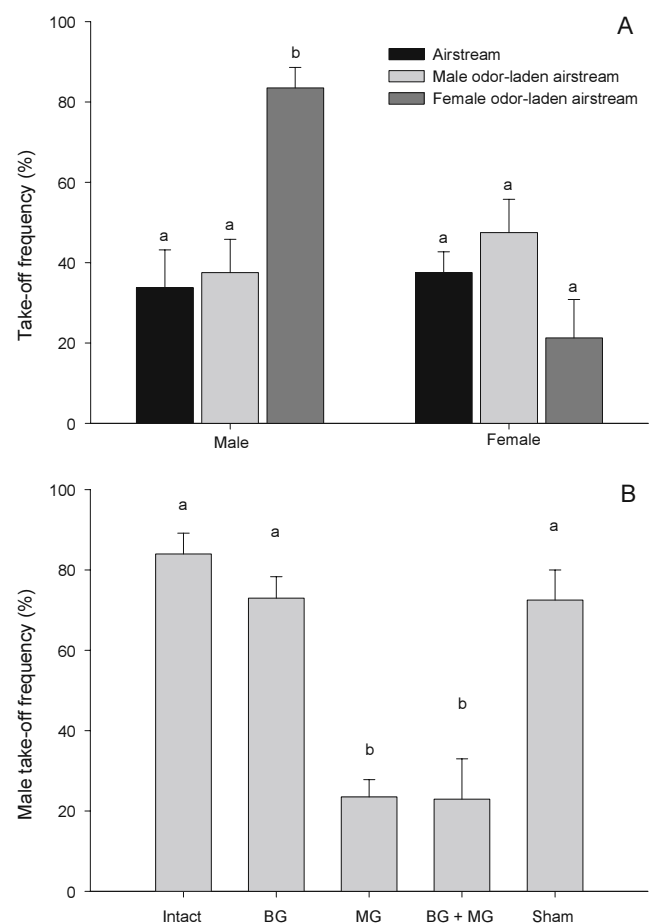 A
Airstream
Male odor-laden airstream
Female odor-laden airstream
Take-off frequency (%)
100
80
60
40
20
0
a
a
b
a
a
a
Male
Female
B
Male take-off frequency (%)
100
80
60
40
20
0
a
a
b
b
a
Intact
BG
MG
BG + MG
Sham